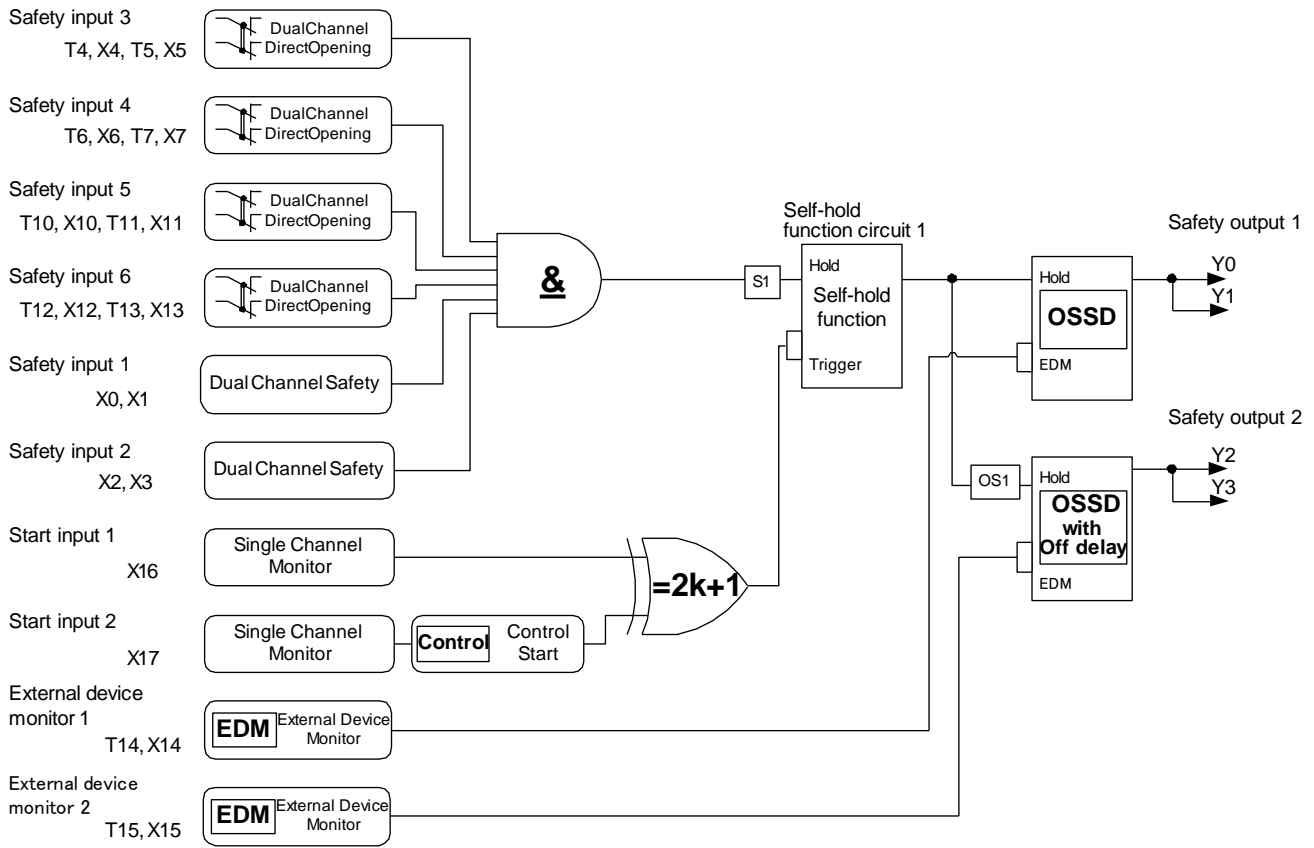 Safety input 3
T4, X4, T5, X5
DualChannel
DirectOpening
Safety input 4
T6, X6, T7, X7
DualChannel
DirectOpening
Safety input 5
T10, X10, T11, X11
DualChannel
DirectOpening
Safety input 6
T12, X12, T13, X13
DualChannel
DirectOpening
Safety input 1
X0, X1
Dual Channel Safety
Safety input 2
X2, X3
Dual Channel Safety
Start input 1
X16
Single Channel
Monitor
Start input 2
X17
Single Channel
Monitor
Control
Control
Start
External device
monitor 1
T14, X14
EDM
External Device
Monitor
External device
monitor 2
T15, X15
EDM
External Device
Monitor
&
=2k+1
S1
Self-hold
function circuit 1
Hold
Self-hold
function
Trigger
Hold
OSSD
EDM
Safety output 1
Y0
Y1
OS1
Hold
OSSD
with
Off delay
EDM
Safety output 2
Y2
Y3